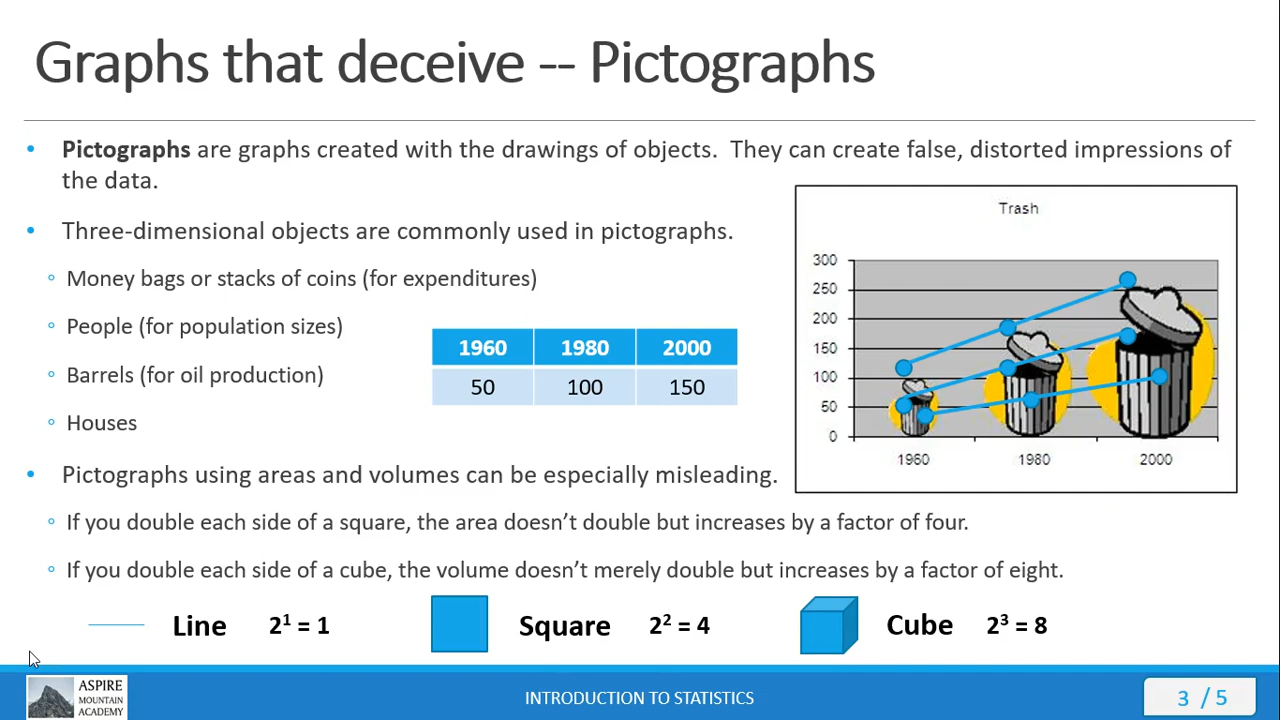 Graphs that deceive -- Pictographs
• Pictographs are graphs created with the drawings of objects. They can create false, distorted impressions of
the data.
• Three-dimensional objects are commonly used in pictographs.
◦ Money bags or stacks of coins (for expenditures)
◦ People (for population sizes)
◦ Barrels (for oil production)
◦ Houses
1960 1980 2000
50 100 150
Trash
300
250
200
150
100
50
0
1960 1980 2000
• Pictographs using areas and volumes can be especially misleading.
◦ If you double each side of a square, the area doesn’t double but increases by a factor of four.
◦ If you double each side of a cube, the volume doesn’t merely double but increases by a factor of eight.
Line 2¹ = 1 Square 2² = 4 Cube 2³ = 8
ASPIRE
MOUNTAIN
ACADEMY
INTRODUCTION TO STATISTICS
3 / 5